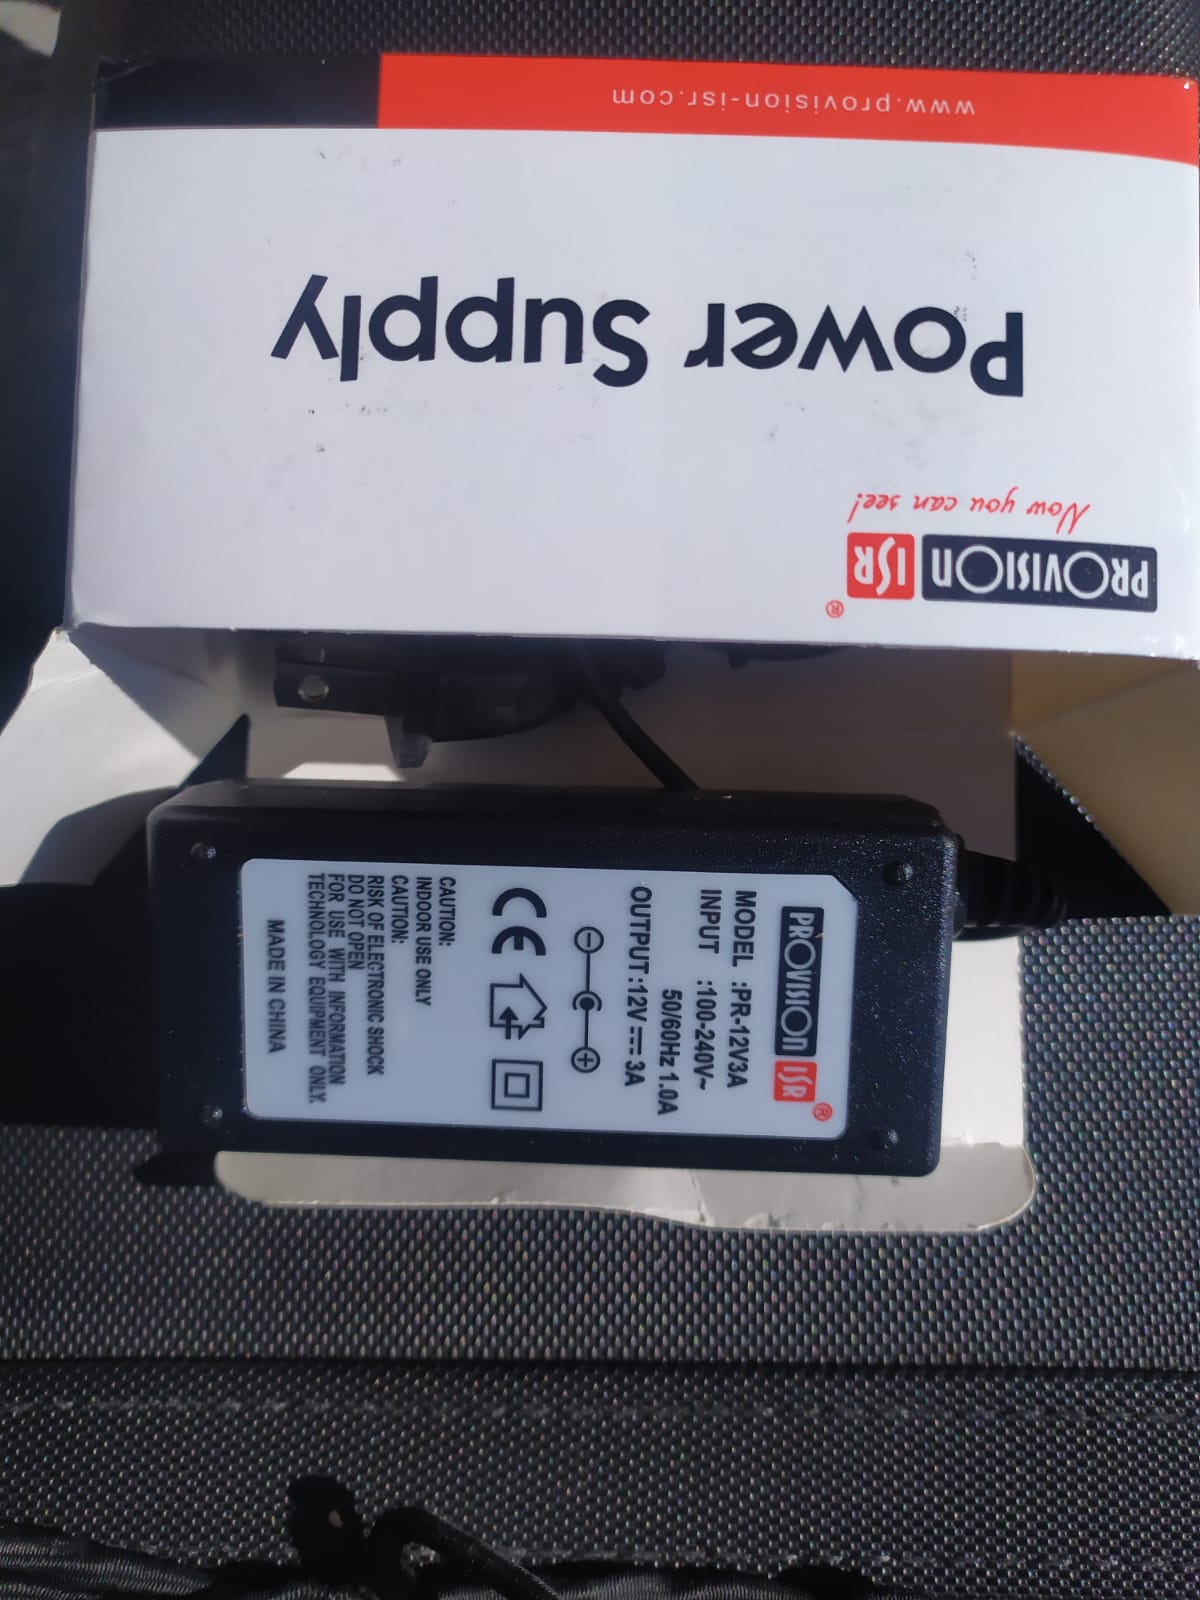 PROVISION ISR®
Now you can see!
Power Supply
www.provision-isr.com
PROVISION ISR®
MODEL :PR-12V3A
INPUT :100-240V~
50/60Hz 1.0A
OUTPUT:12V⎓3A
CE
CAUTION:
INDOOR USE ONLY
CAUTION:
RISK OF ELECTRONIC SHOCK
DO NOT OPEN
FOR USE WITH INFORMATION
TECHNOLOGY EQUIPMENT ONLY.
MADE IN CHINA